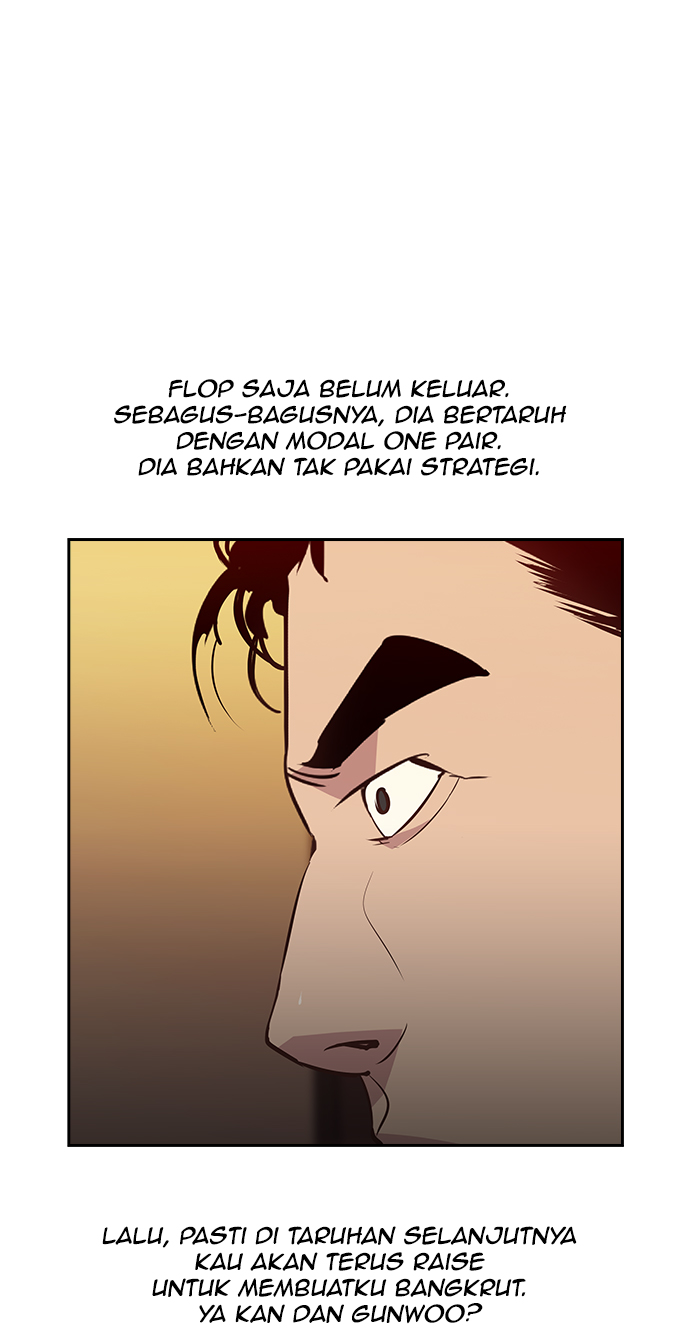 FLOP SAJA BELUM KELUAR.
SEBAGUS-BAGUSNYA, DIA BERTARUH
DENGAN MODAL ONE PAIR.
DIA BAHKAN TAK PAKAI STRATEGI.
LALU, PASTI DI TARUHAN SELANJUTNYA
KAU AKAN TERUS RAISE
UNTUK MEMBUATKU BANGKRUT.
YA KAN DAN GUNWOO?